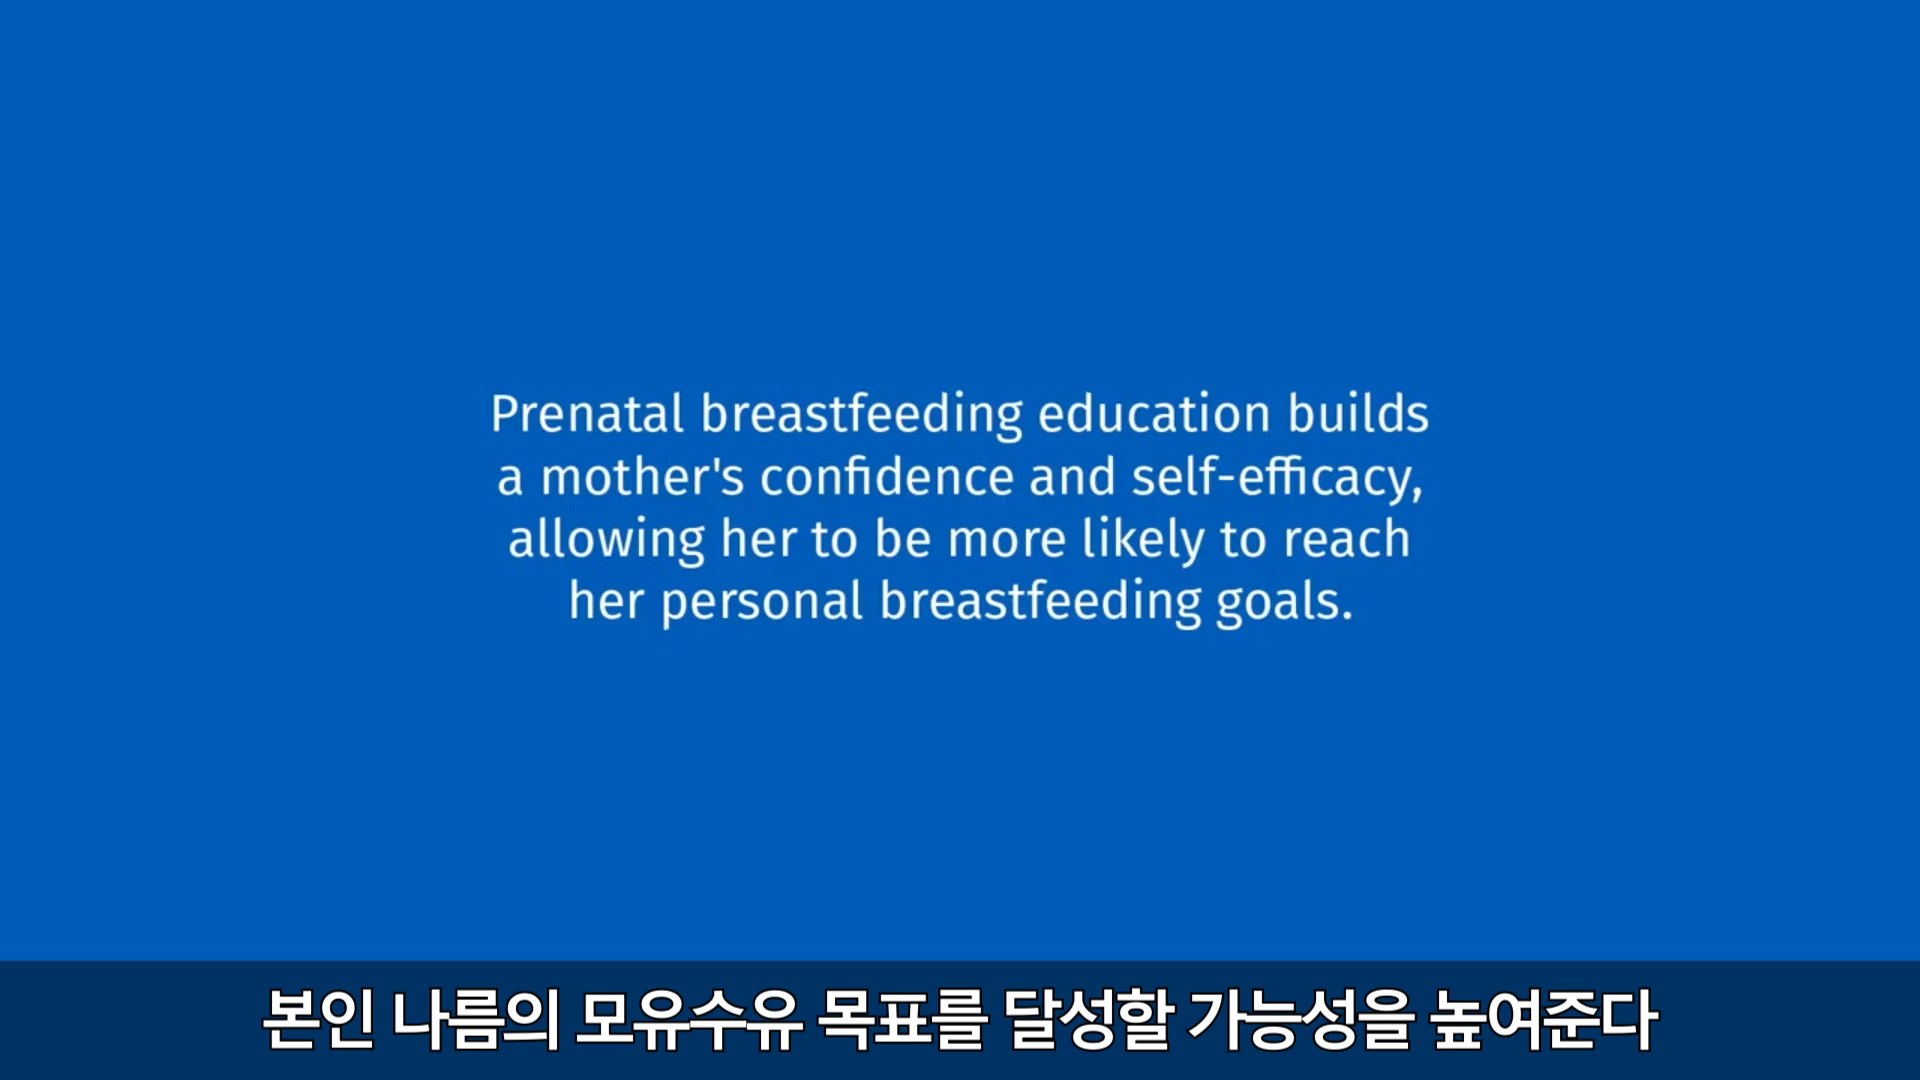 Prenatal breastfeeding education builds
a mother's confidence and self-efficacy,
allowing her to be more likely to reach
her personal breastfeeding goals.
본인 나름의 모유수유 목표를 달성할 가능성을 높여준다